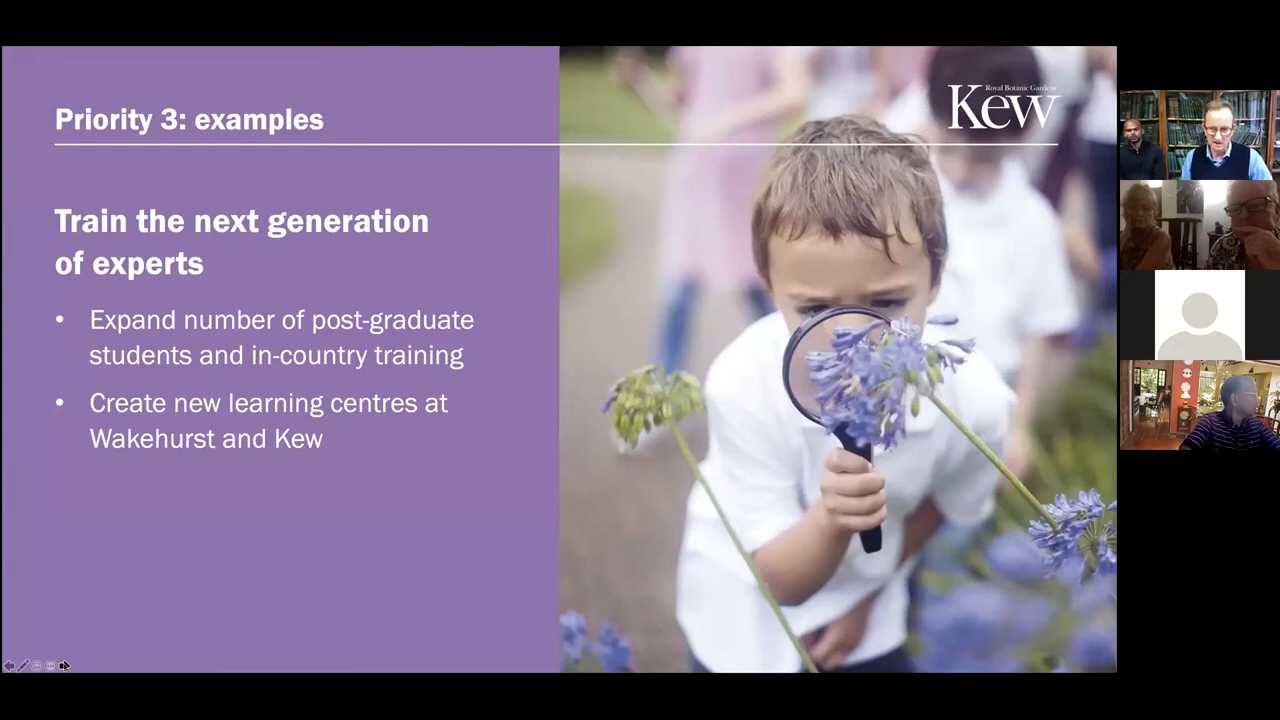 Priority 3: examples
Royal Botanic Gardens
Kew
Train the next generation
of experts
• Expand number of post-graduate
students and in-country training
• Create new learning centres at
Wakehurst and Kew